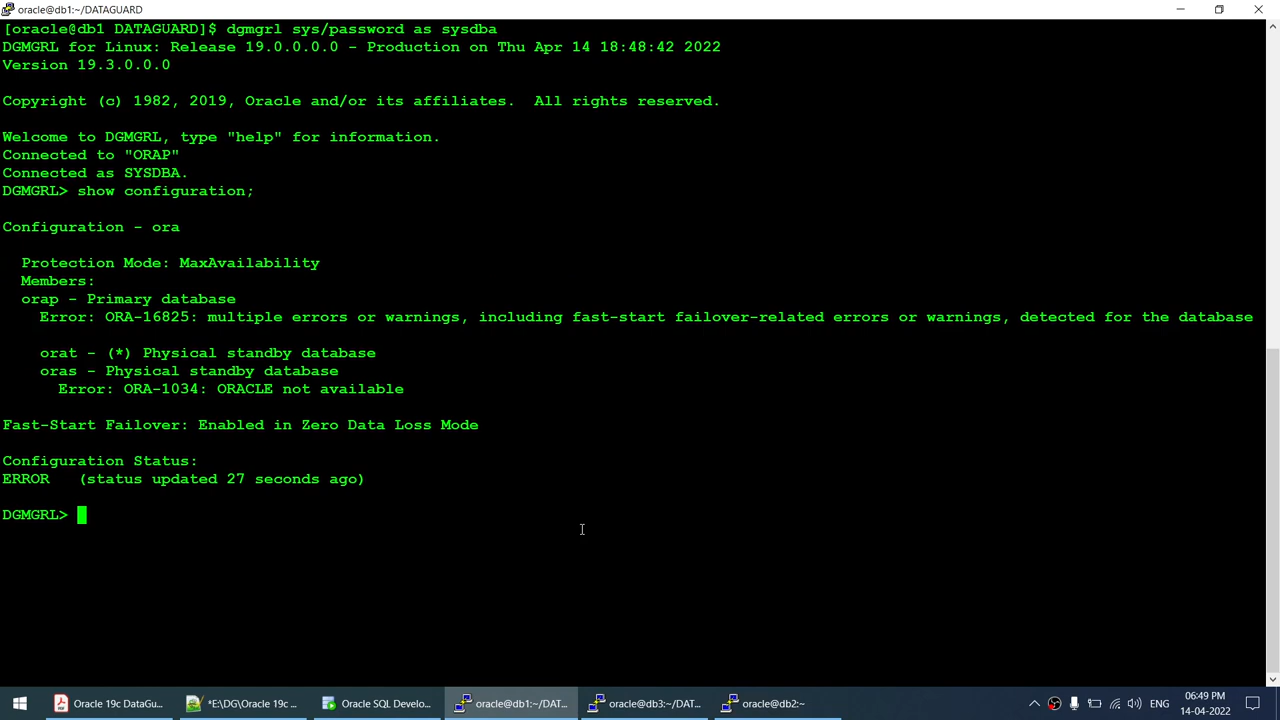 oracle@db1:~/DATAGUARD
[oracle@db1 DATAGUARD]$ dgmgrl sys/password as sysdba
DGMGRL for Linux: Release 19.0.0.0.0 - Production on Thu Apr 14 18:48:42 2022
Version 19.3.0.0.0
Copyright (c) 1982, 2019, Oracle and/or its affiliates.  All rights reserved.
Welcome to DGMGRL, type "help" for information.
Connected to "ORAP"
Connected as SYSDBA.
DGMGRL> show configuration;
Configuration - ora
Protection Mode: MaxAvailability
Members:
orap - Primary database
Error: ORA-16825: multiple errors or warnings, including fast-start failover-related errors or warnings, detected for the database
orat - (*) Physical standby database
oras - Physical standby database
Error: ORA-1034: ORACLE not available
Fast-Start Failover: Enabled in Zero Data Loss Mode
Configuration Status:
ERROR   (status updated 27 seconds ago)
DGMGRL>
Oracle 19c DataGu...
*E\DG\Oracle 19c ...
Oracle SQL Develo...
oracle@db1:~/DAT...
oracle@db3:~/DAT...
oracle@db2:~
ENG
06:49 PM
14-04-2022